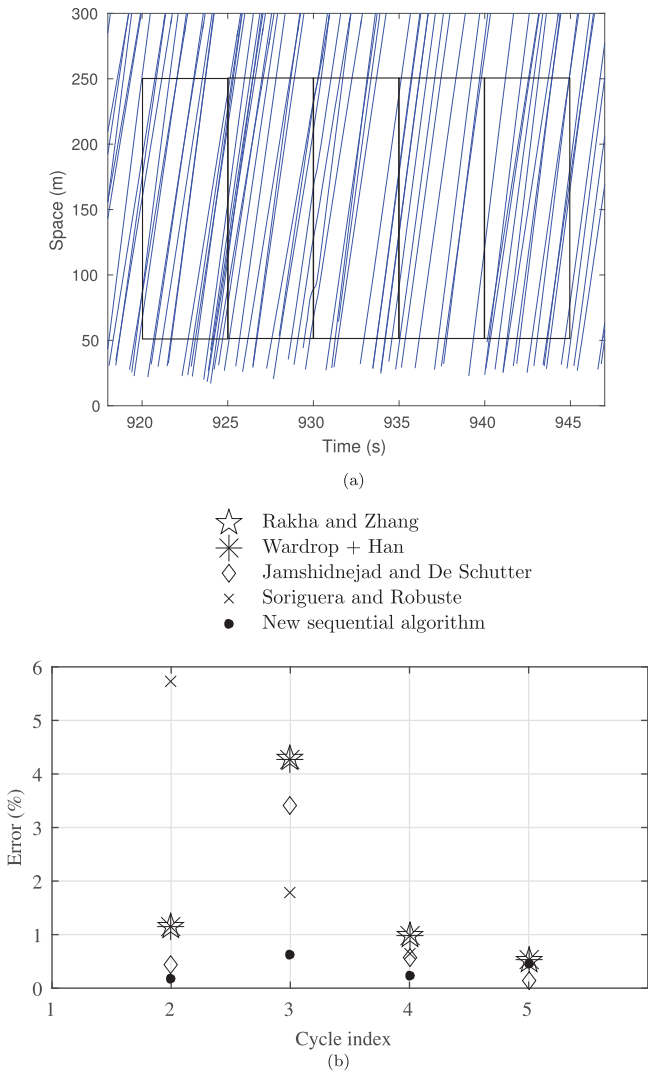 300
250
200
150
100
50
0
Space (m)
920 925 930 935 940 945
Time (s)
(a)
Rakha and Zhang
Wardrop + Han
Jamshidnejad and De Schutter
Soriguera and Robuste
New sequential algorithm
6
5
4
3
2
1
0
Error (%)
1 2 3 4 5
Cycle index
(b)